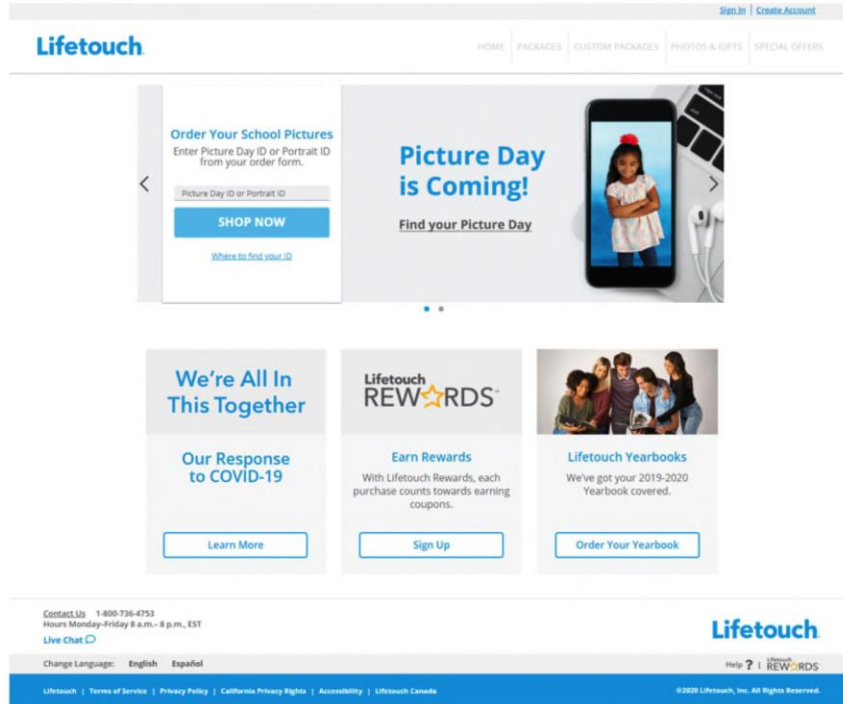 Sign In | Create Account
Lifetouch.
HOME | PACKAGES | CUSTOM PACKAGES | PHOTOS & GIFTS | SPECIAL OFFERS
Order Your School Pictures
Enter Picture Day ID or Portrait ID
from your order form.
Picture Day ID or Portrait ID
SHOP NOW
Where to find your ID
Picture Day
is Coming!
Find your Picture Day
We're All In
This Together
Our Response
to COVID-19
Learn More
Lifetouch
REWARDS
Earn Rewards
With Lifetouch Rewards, each
purchase counts towards earning
coupons.
Sign Up
Lifetouch Yearbooks
We've got your 2019-2020
Yearbook covered.
Order Your Yearbook
Contact Us 1-800-736-4753
Hours Monday-Friday 8 a.m.- 8 p.m., EST
Live Chat
Lifetouch.
Change Language: English Español
Help ? | Lifetouch REWARDS
Lifetouch | Terms of Service | Privacy Policy | California Privacy Rights | Accessibility | Lifetouch Canada
©2020 Lifetouch, Inc. All Rights Reserved.